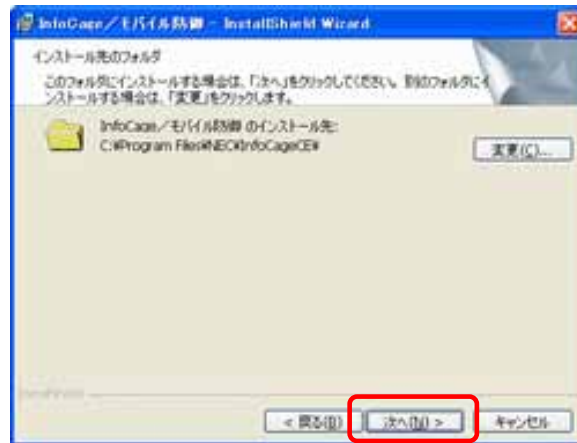 InfoCage／モバイル防御 - InstallShield Wizard
インストール先のフォルダ
このフォルダにインストールする場合は、「次へ」をクリックしてください。別のフォルダにイ
ンストールする場合は、「変更」をクリックします。
InfoCage／モバイル防御 のインストール先:
C:¥Program Files¥NEC¥InfoCageCE¥
変更(C)...
InstallShield
< 戻る(B)
次へ(N) >
キャンセル